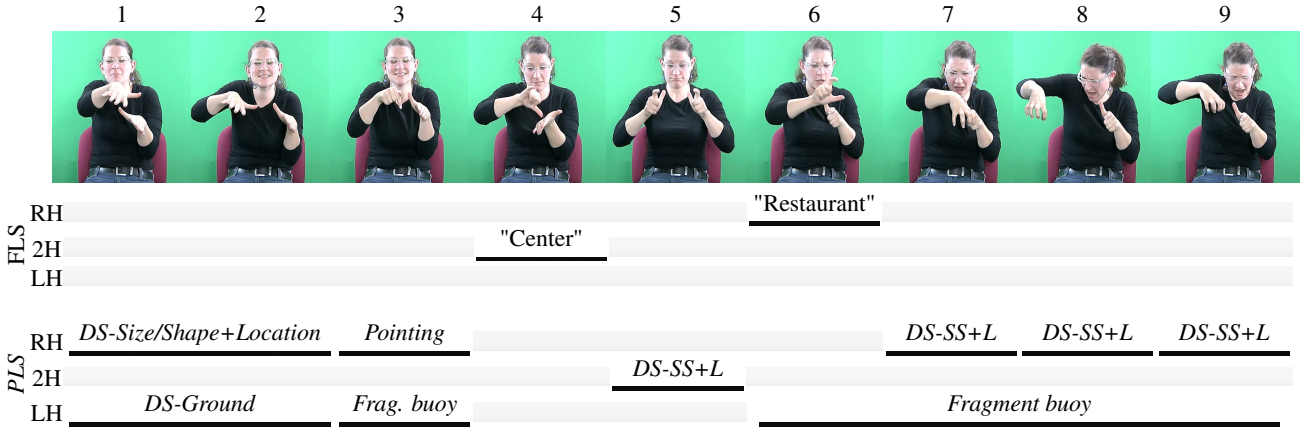 1 2 3 4 5 6 7 8 9
FLS
RH "Restaurant"
2H "Center"
LH
PLS
RH DS-Size/Shape+Location Pointing DS-SS+L DS-SS+L DS-SS+L
2H DS-SS+L
LH DS-Ground Frag. buoy Fragment buoy